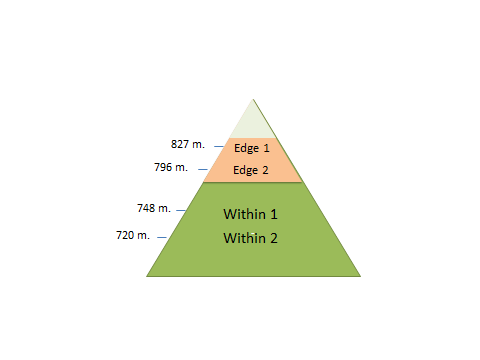 827 m.
Edge 1
796 m.
Edge 2
748 m.
Within 1
720 m.
Within 2